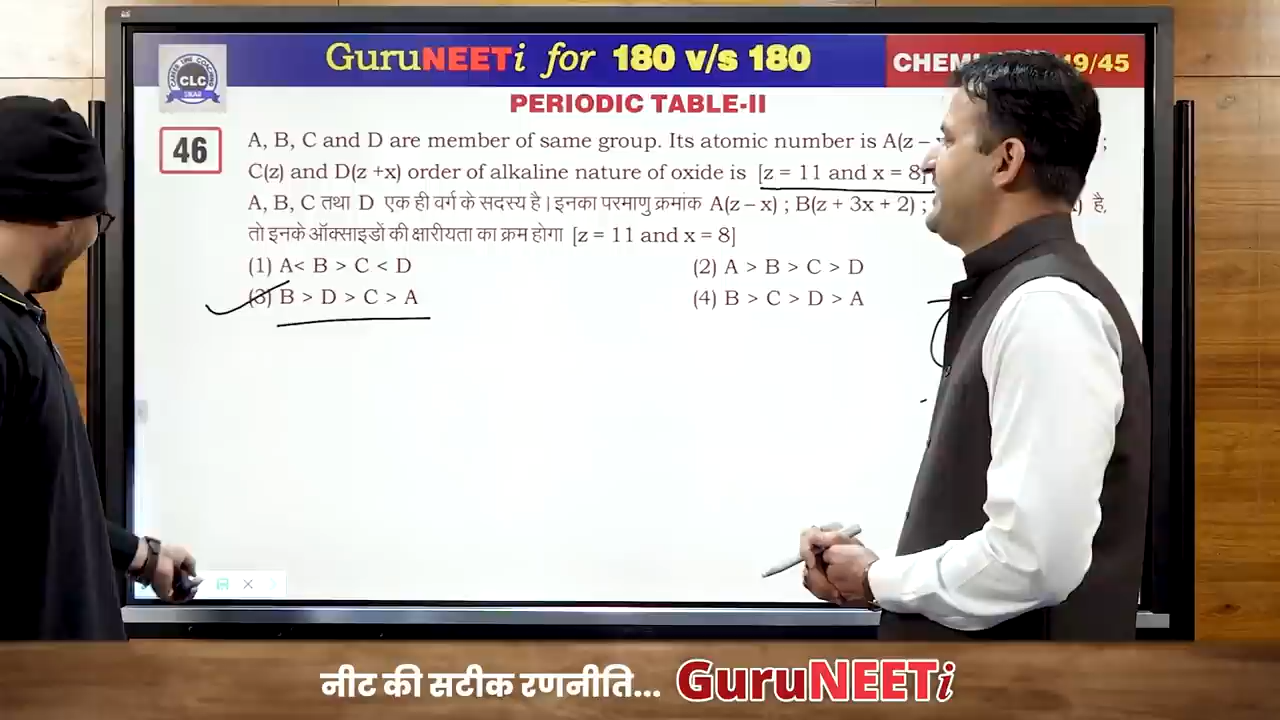 GuruNEETi for 180 v/s 180
19/45
CLC
SIKAR
PERIODIC TABLE-II
46
A, B, C and D are member of same group. Its atomic number is A(z – ;
C(z) and D(z +x) order of alkaline nature of oxide is [z = 11 and x = 8]
A, B, C तथा D एक ही वर्ग के सदस्य है। इनका परमाणु क्रमांक A(z – x) ; B(z + 3x + 2) ; है,
तो इनके ऑक्साइडों की क्षारीयता का क्रम होगा [z = 11 and x = 8]
(1) A< B > C < D
(2) A > B > C > D
(3) B > D > C > A
(4) B > C > D > A
नीट की सटीक रणनीति... GuruNEETi